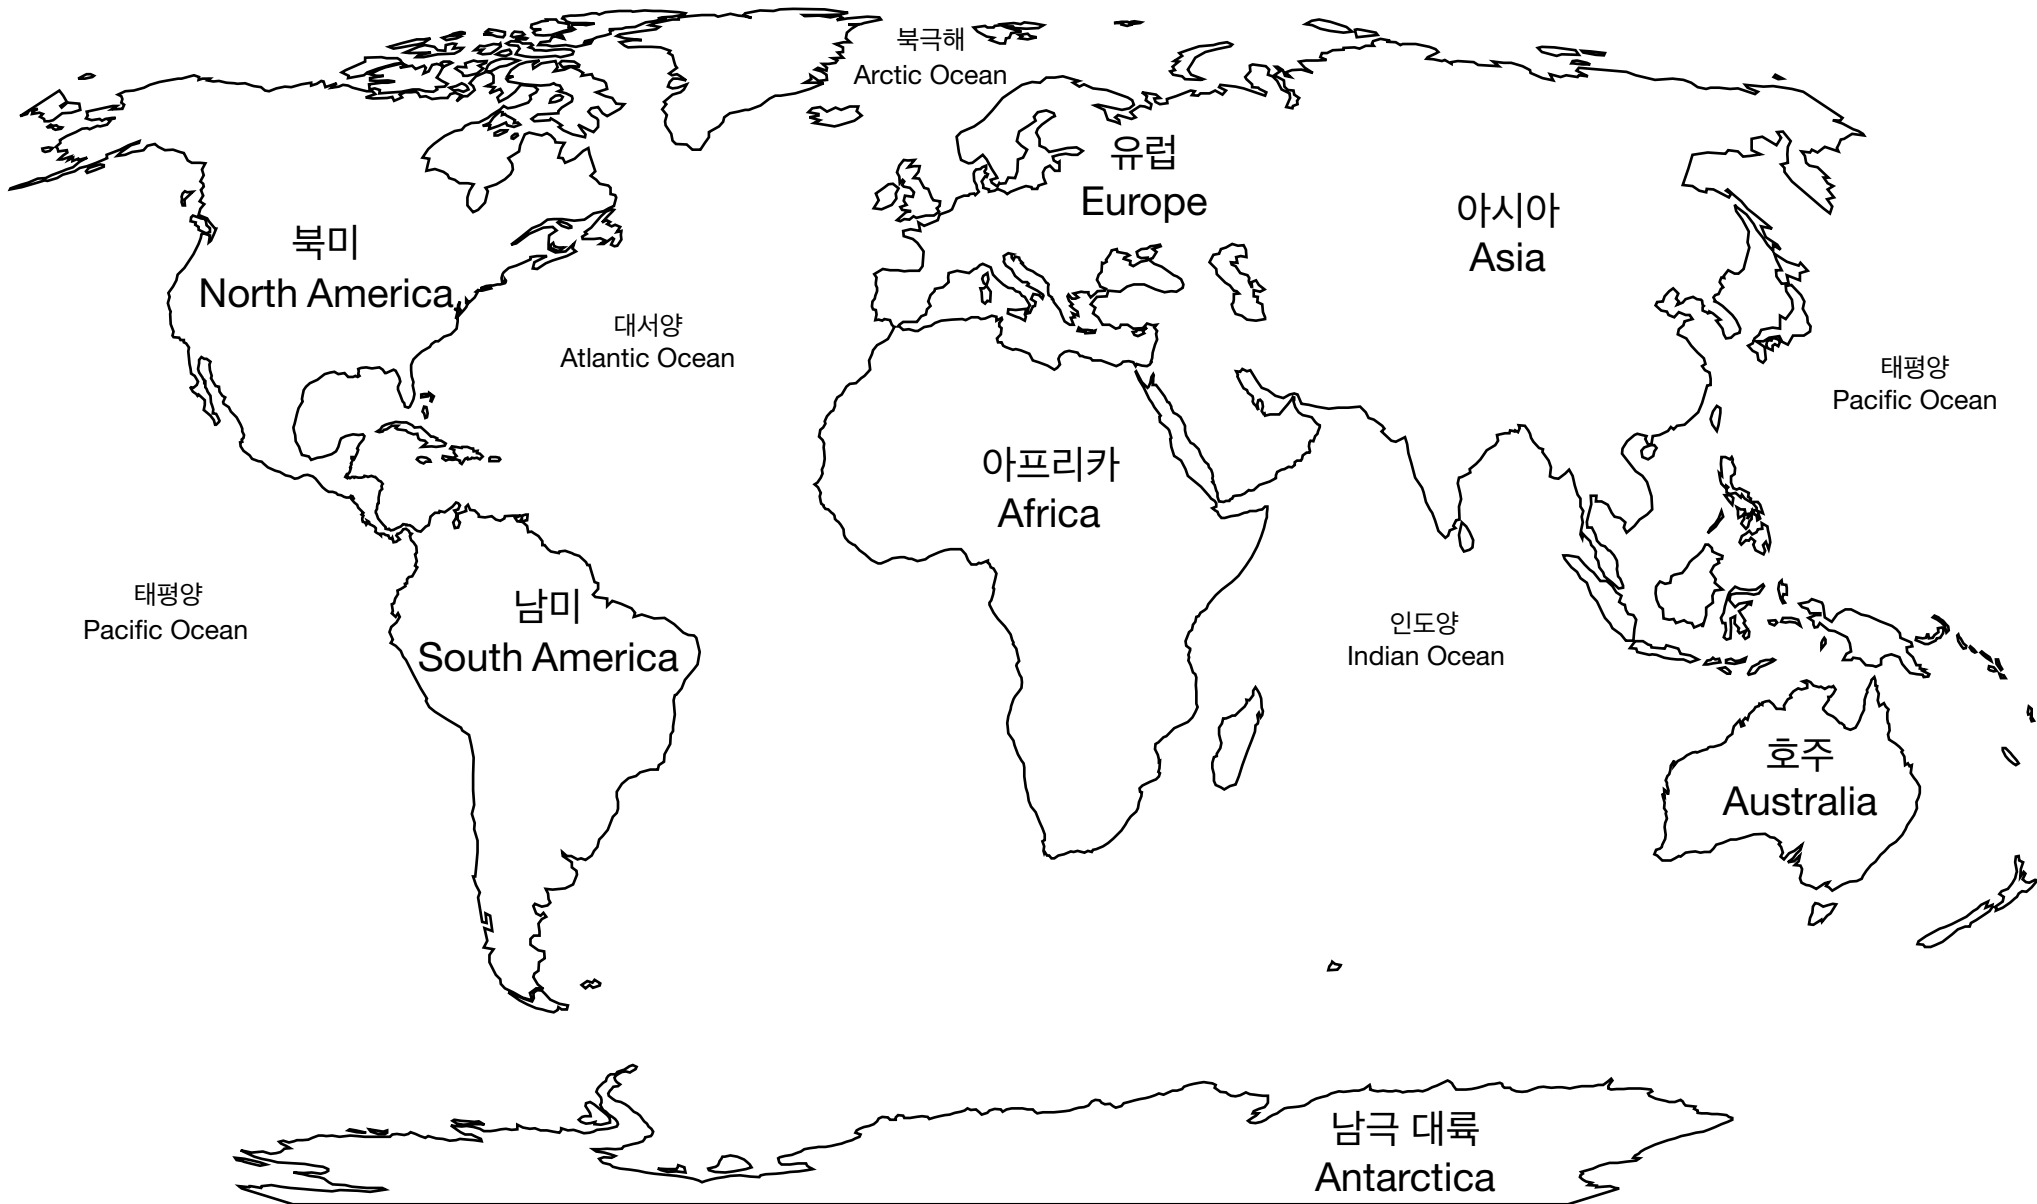 북극해
Arctic Ocean
유럽
Europe
아시아
Asia
북미
North America
대서양
Atlantic Ocean
태평양
Pacific Ocean
아프리카
Africa
태평양
Pacific Ocean
남미
South America
인도양
Indian Ocean
호주
Australia
남극 대륙
Antarctica